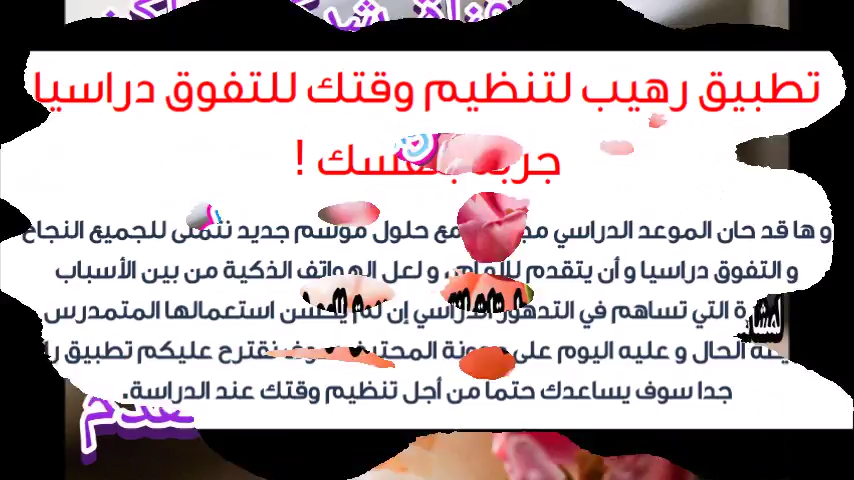 تطبيق رهيب لتنظيم وقتك للتفوق دراسيا
!
و ها قد حان الموعد الدراسي مع حلول موسم جديد نتمنى للجميع النجاح
و التفوق دراسيا و أن يتقدم للأمام، و لعل الهواتف الذكية من بين الأسباب
التي تساهم في التدهور الدراسي إن لم يحسن استعمالها المتمدرس
الحال و عليه اليوم على مدونة المحترف سوف نقترح عليكم تطبيق
جدا سوف يساعدك حتما من أجل تنظيم وقتك عند الدراسة.